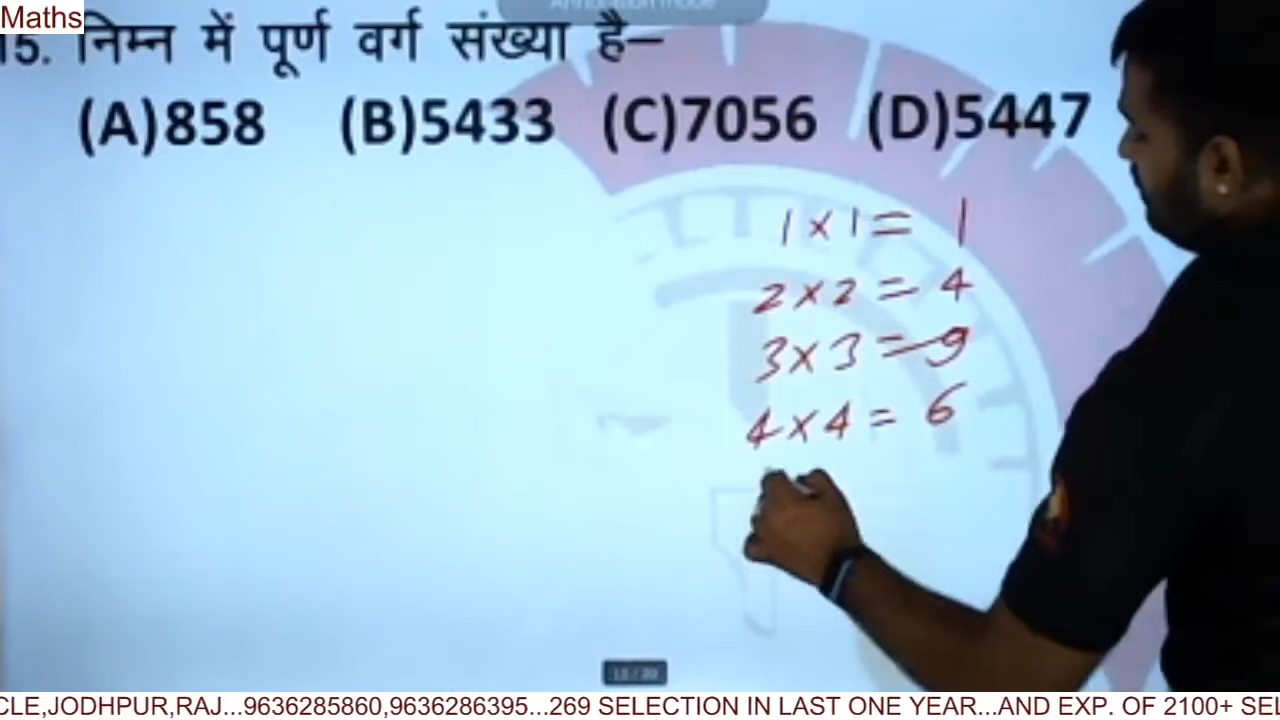 Maths
15. निम्न में पूर्ण वर्ग संख्या है–
(A)858 (B)5433 (C)7056 (D)5447
1×1= 1
2×2= 4
3×3=9
4×4= 6
CLE,JODHPUR,RAJ...9636285860,9636286395...269 SELECTION IN LAST ONE YEAR...AND EXP. OF 2100+ SEL